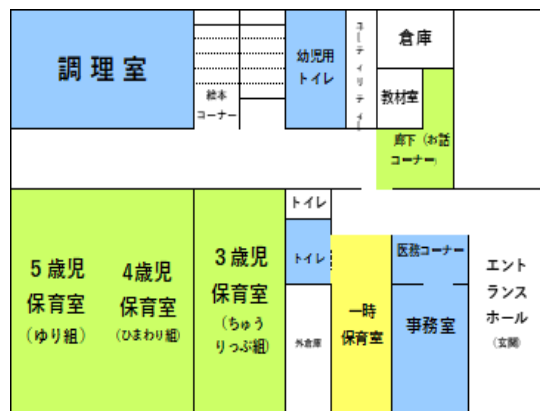 調理室
絵本
コーナー
幼児用
トイレ
ユーティリティー
倉庫
教材室
廊下（お話
コーナー）
5歳児
保育室
（ゆり組）
4歳児
保育室
（ひまわり組）
3歳児
保育室
（ちゅう
りっぷ組）
トイレ
トイレ
外倉庫
一時
保育室
医務コーナー
事務室
エント
ランス
ホール
（玄関）